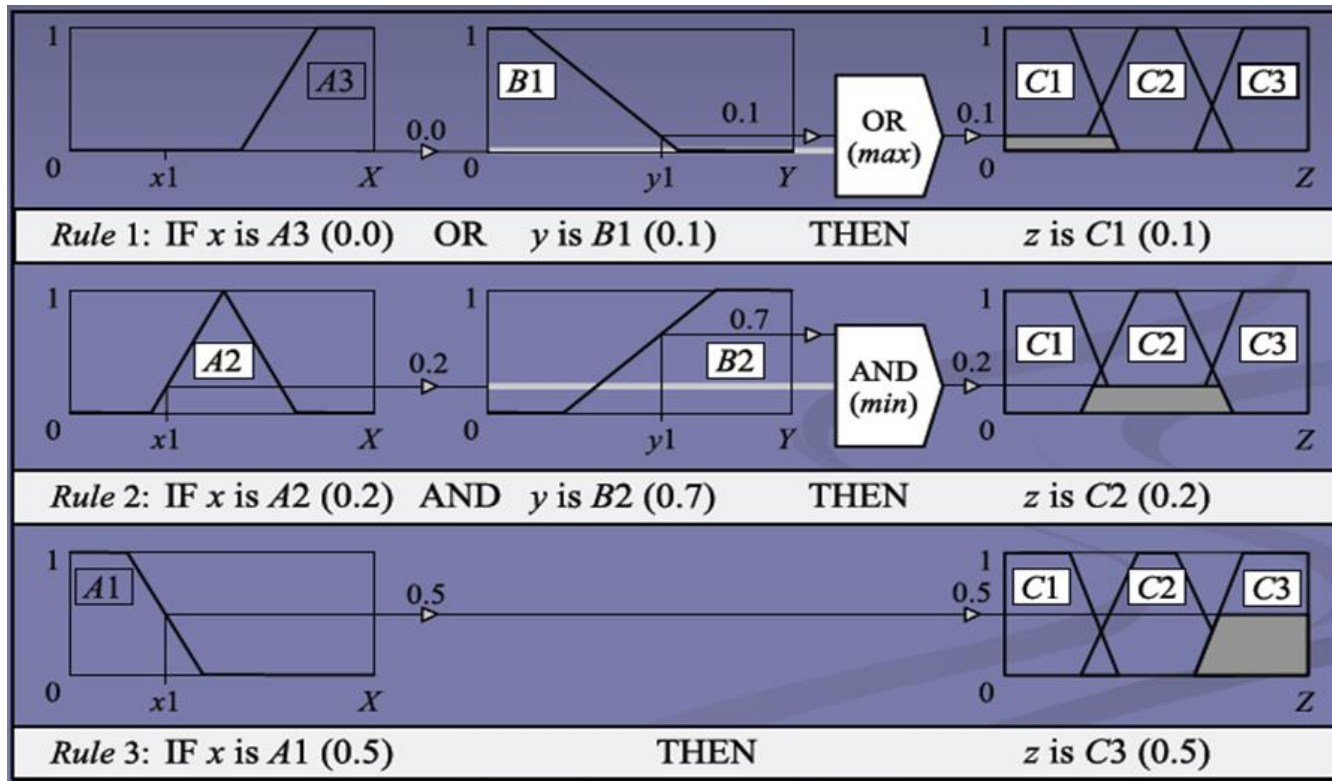 1 1 1
A3 B1 C1 C2 C3
0.0 0.1 OR (max) 0.1
0 x1 X 0 y1 Y 0 Z
Rule 1: IF x is A3 (0.0) OR y is B1 (0.1) THEN z is C1 (0.1)
1 1 1
A2 0.7 B2 C1 C2 C3
0.2 AND (min) 0.2
0 x1 X 0 y1 Y 0 Z
Rule 2: IF x is A2 (0.2) AND y is B2 (0.7) THEN z is C2 (0.2)
1 1
A1 0.5 0.5 C1 C2 C3
0 x1 X 0 Z
Rule 3: IF x is A1 (0.5) THEN z is C3 (0.5)